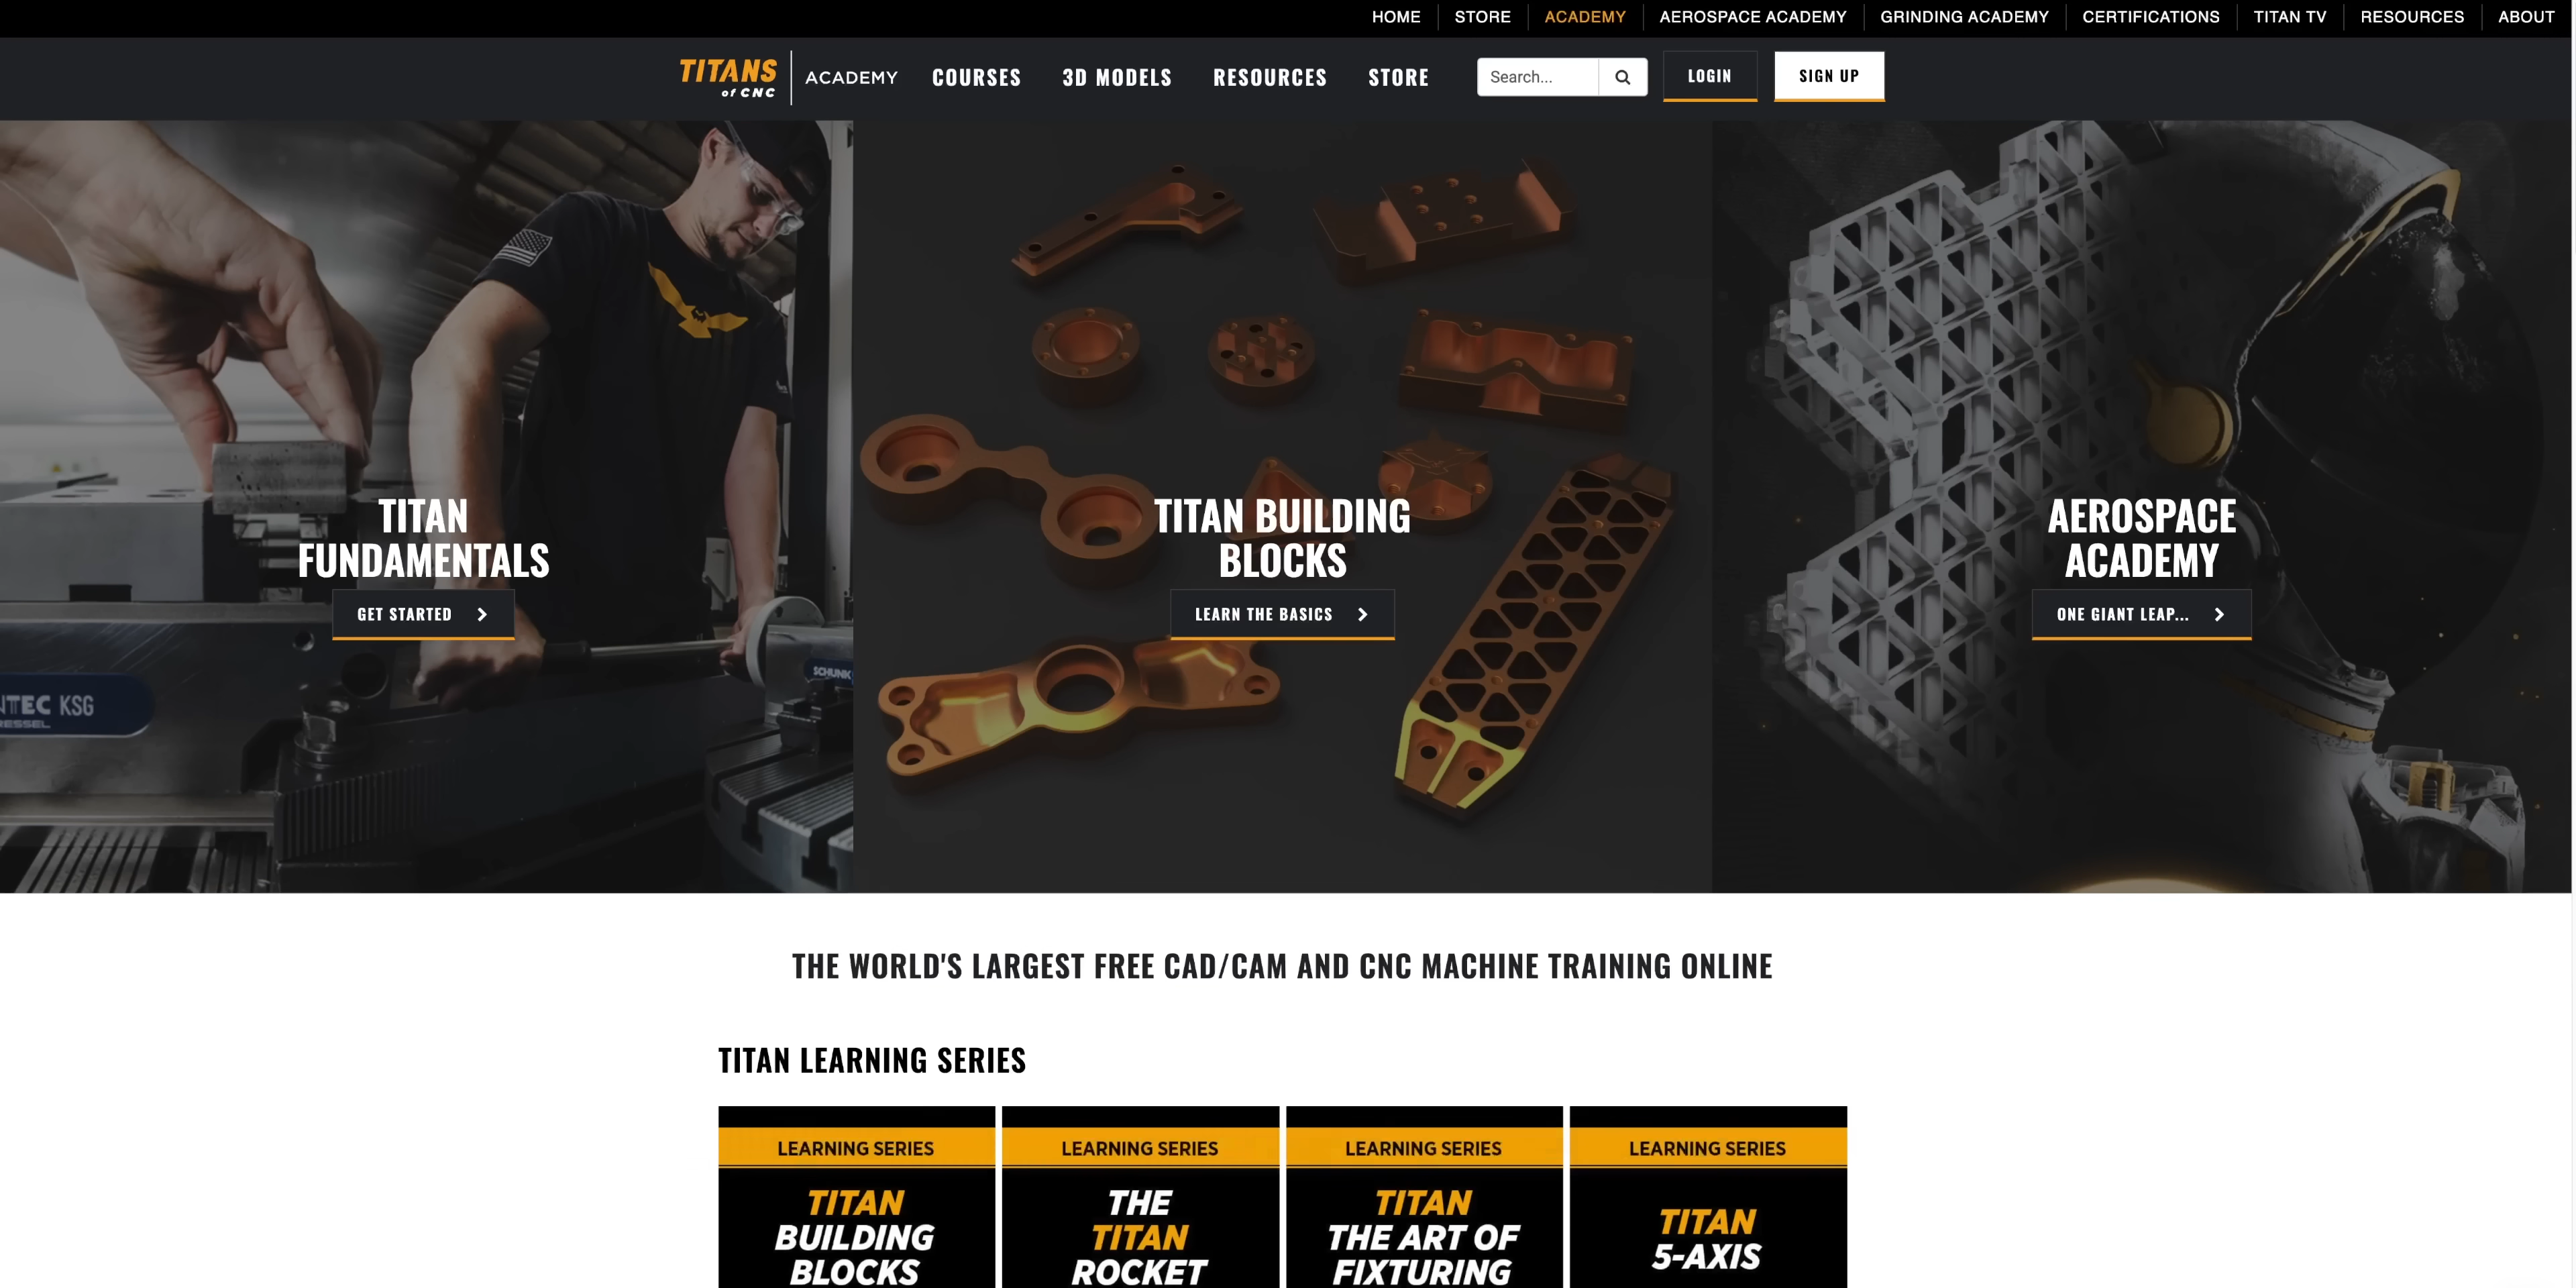 HOME STORE ACADEMY AEROSPACE ACADEMY GRINDING ACADEMY CERTIFICATIONS TITAN TV RESOURCES ABOUT
TITANS
of CNC
ACADEMY COURSES 3D MODELS RESOURCES STORE Search... LOGIN SIGN UP
TITAN
FUNDAMENTALS
GET STARTED
KSG
SCHUNK
TITAN BUILDING
BLOCKS
LEARN THE BASICS
AEROSPACE
ACADEMY
ONE GIANT LEAP...
THE WORLD'S LARGEST FREE CAD/CAM AND CNC MACHINE TRAINING ONLINE
TITAN LEARNING SERIES
LEARNING SERIES
TITAN
BUILDING
BLOCKS
LEARNING SERIES
THE
TITAN
ROCKET
LEARNING SERIES
TITAN
THE ART OF
FIXTURING
LEARNING SERIES
TITAN
5-AXIS